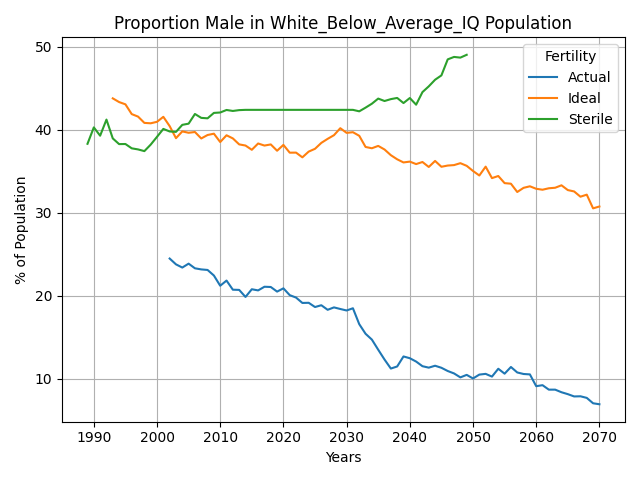 Proportion Male in White_Below_Average_IQ Population
% of Population
50
40
30
20
10
1990 2000 2010 2020 2030 2040 2050 2060 2070
Years
Fertility
Actual
Ideal
Sterile